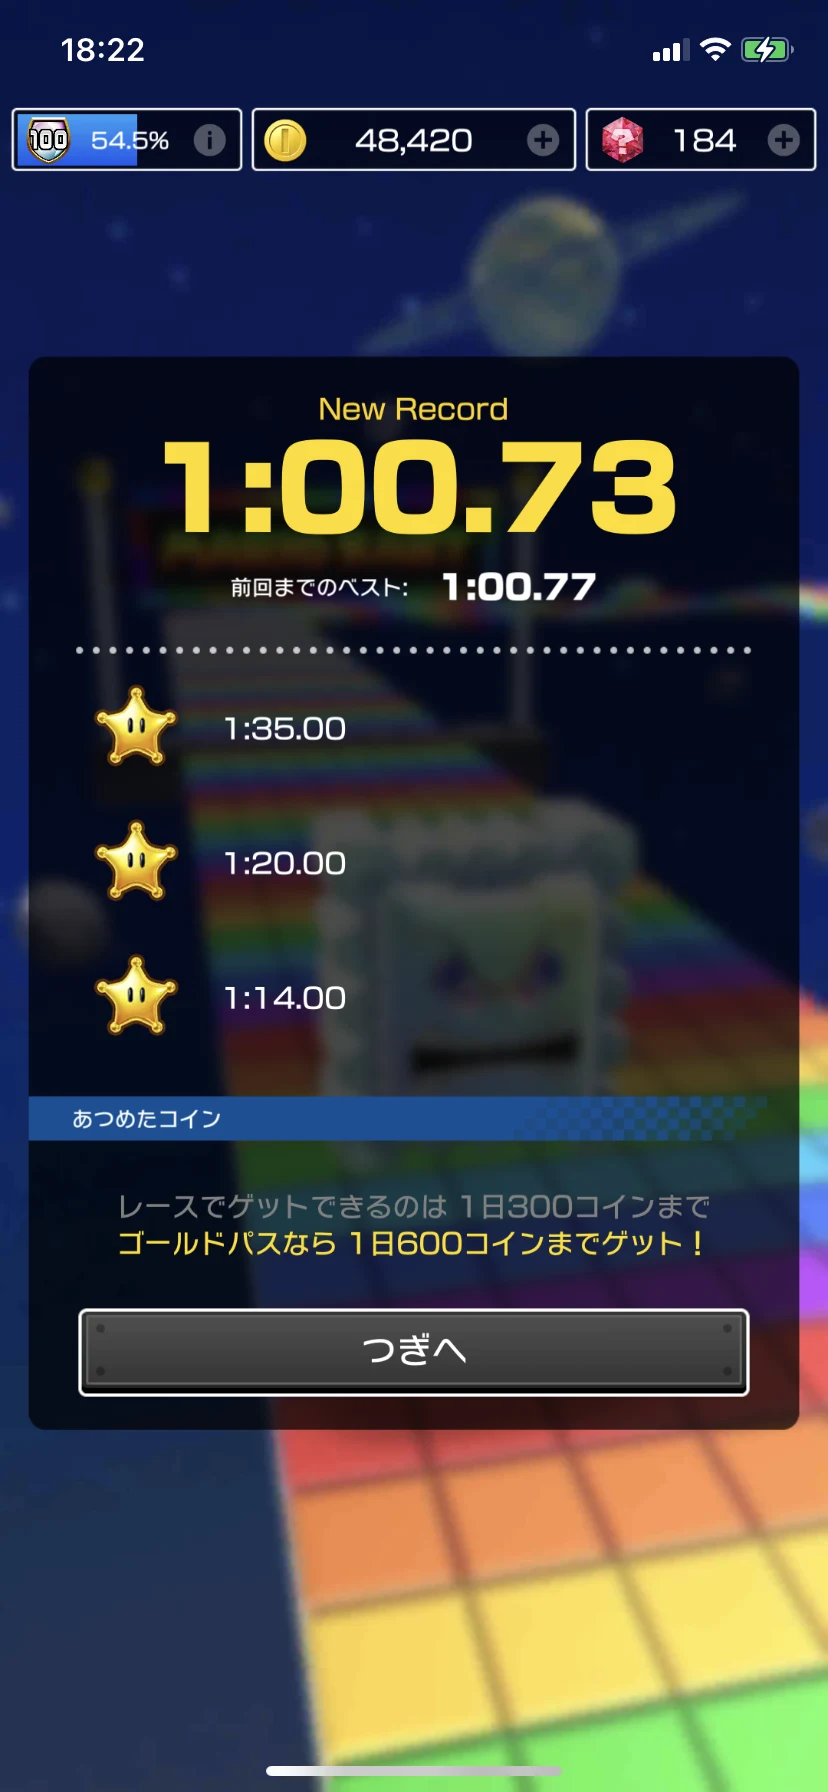 18:22
100 54.5% i 48,420 + ? 184 +
New Record
1:00.73
前回までのベスト: 1:00.77
1:35.00
1:20.00
1:14.00
あつめたコイン
レースでゲットできるのは 1日300コインまで
ゴールドパスなら 1日600コインまでゲット！
つぎへ